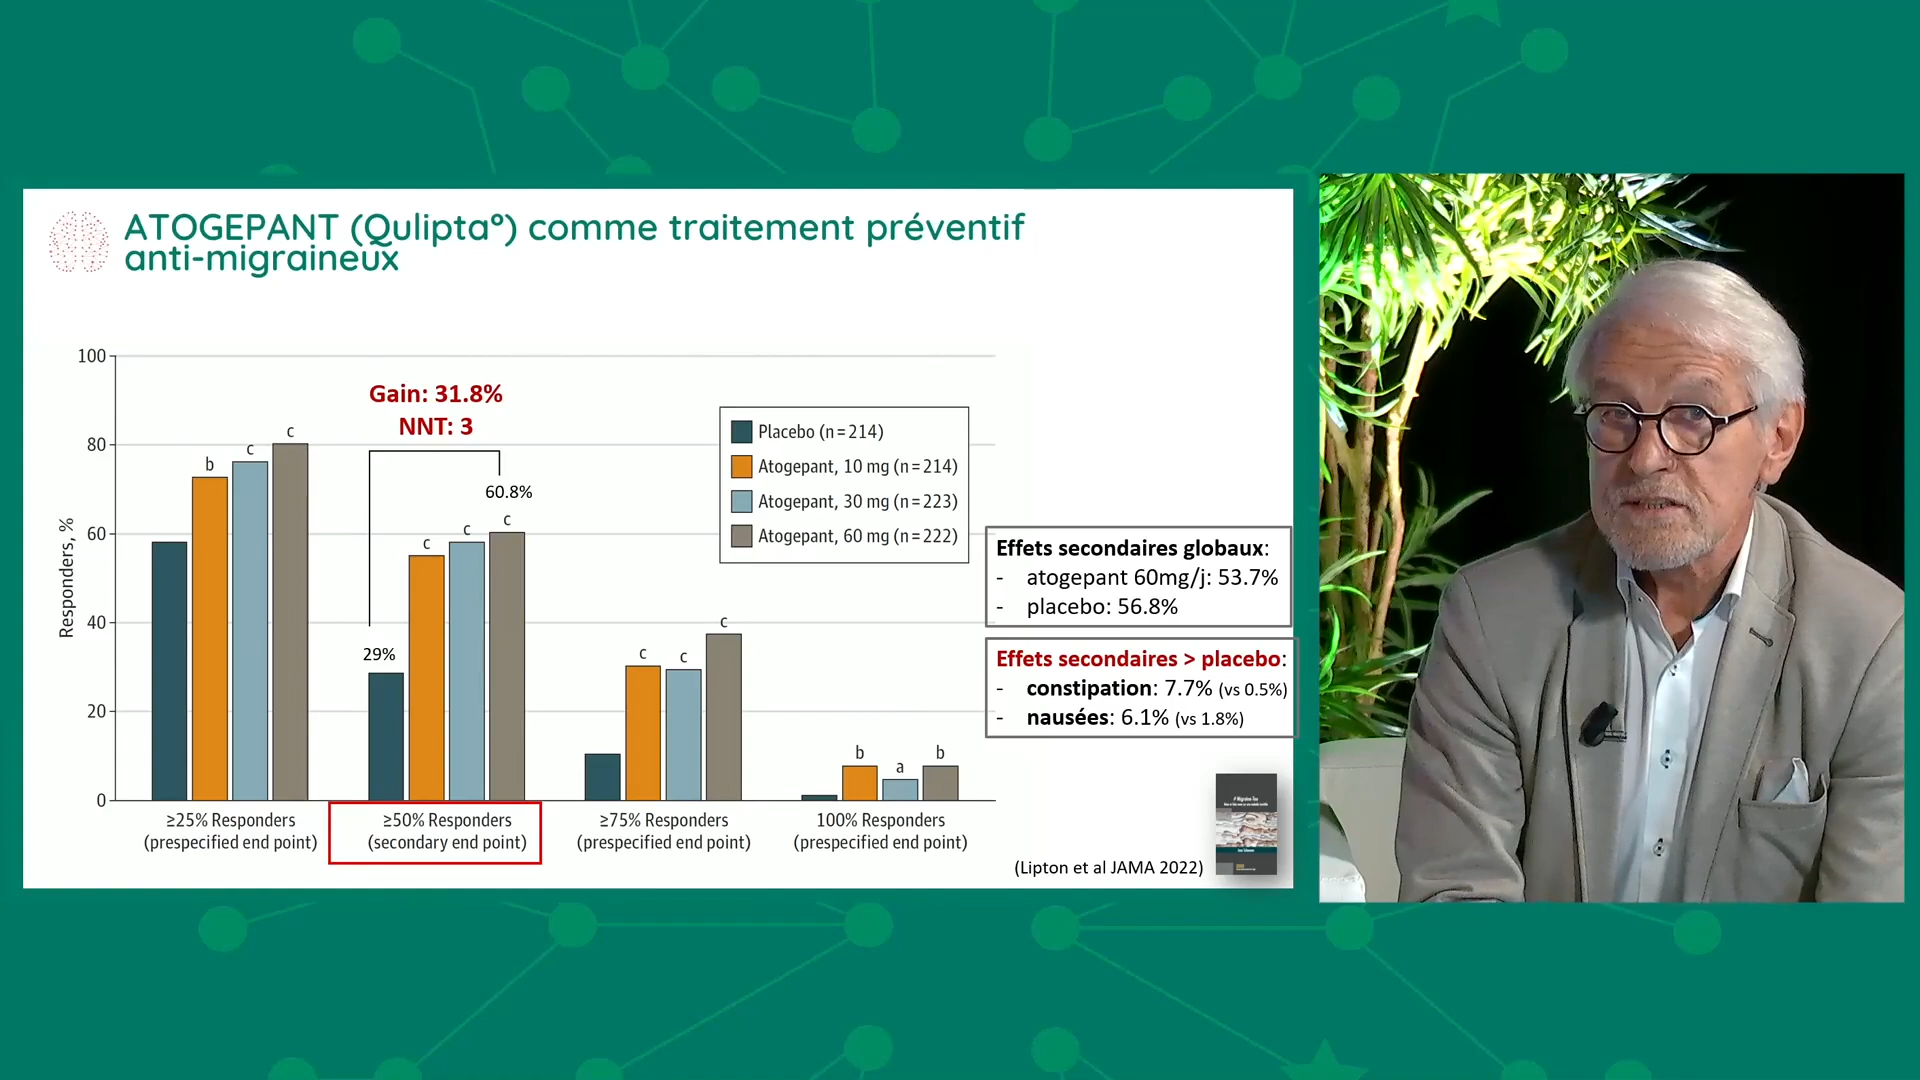 ATOGEPANT (Qulipta°) comme traitement préventif
anti-migraineux
Responders, %
100
80
60
40
20
0
Gain: 31.8%
NNT: 3
29%
60.8%
b
c
c
c
c
c
c
c
c
b
a
b
Placebo (n=214)
Atogepant, 10 mg (n=214)
Atogepant, 30 mg (n=223)
Atogepant, 60 mg (n=222)
≥25% Responders
(prespecified end point)
≥50% Responders
(secondary end point)
≥75% Responders
(prespecified end point)
100% Responders
(prespecified end point)
Effets secondaires globaux:
- atogepant 60mg/j: 53.7%
- placebo: 56.8%
Effets secondaires > placebo:
- constipation: 7.7% (vs 0.5%)
- nausées: 6.1% (vs 1.8%)
(Lipton et al JAMA 2022)